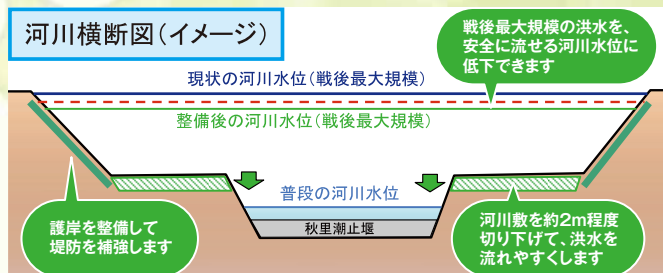 河川横断図(イメージ)
戦後最大規模の洪水を、
安全に流せる河川水位に
低下できます
現状の河川水位(戦後最大規模)
整備後の河川水位(戦後最大規模)
普段の河川水位
秋里潮止堰
護岸を整備して
堤防を補強します
河川敷を約2m程度
切り下げて、洪水を
流れやすくします